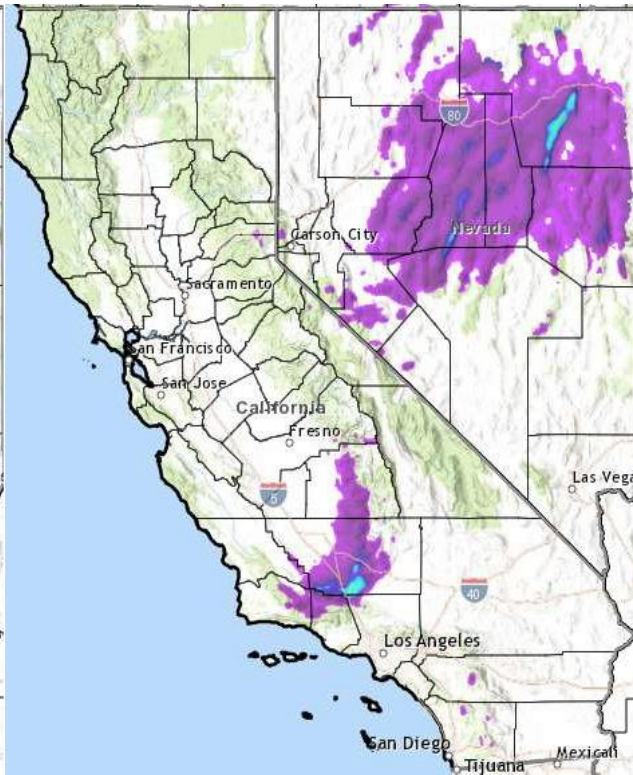 80
Nevada
Carson City
Sacramento
San Francisco
San Jose
California
Fresno
5
Las Vega
40
Los Angeles
San Diego
Tijuana
Mexicali